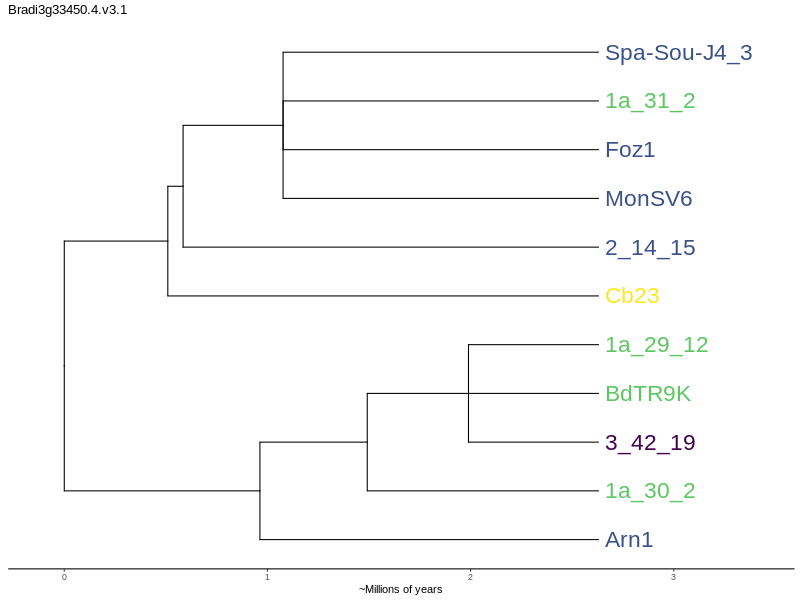 Bradi3g33450.4.v3.1
Spa-Sou-J4_3
1a_31_2
Foz1
MonSV6
2_14_15
Cb23
1a_29_12
BdTR9K
3_42_19
1a_30_2
Arn1
0 1 2 3
~Millions of years